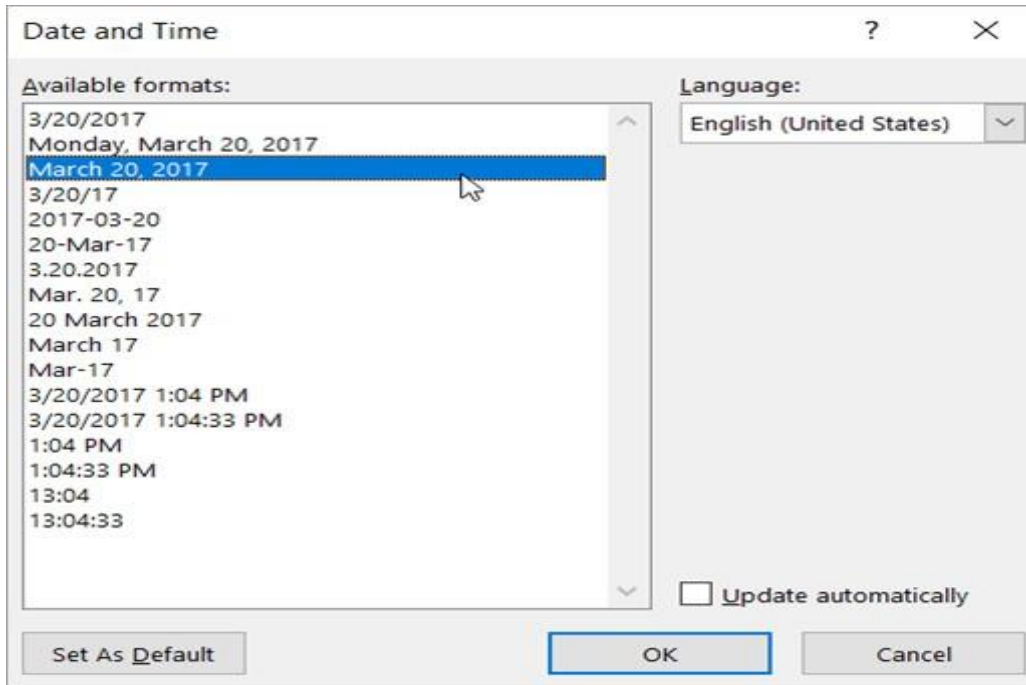 Date and Time
?
Available formats:
3/20/2017
Monday, March 20, 2017
March 20, 2017
3/20/17
2017-03-20
20-Mar-17
3.20.2017
Mar. 20, 17
20 March 2017
March 17
Mar-17
3/20/2017 1:04 PM
3/20/2017 1:04:33 PM
1:04 PM
1:04:33 PM
13:04
13:04:33
Language:
English (United States)
Update automatically
Set As Default
OK
Cancel